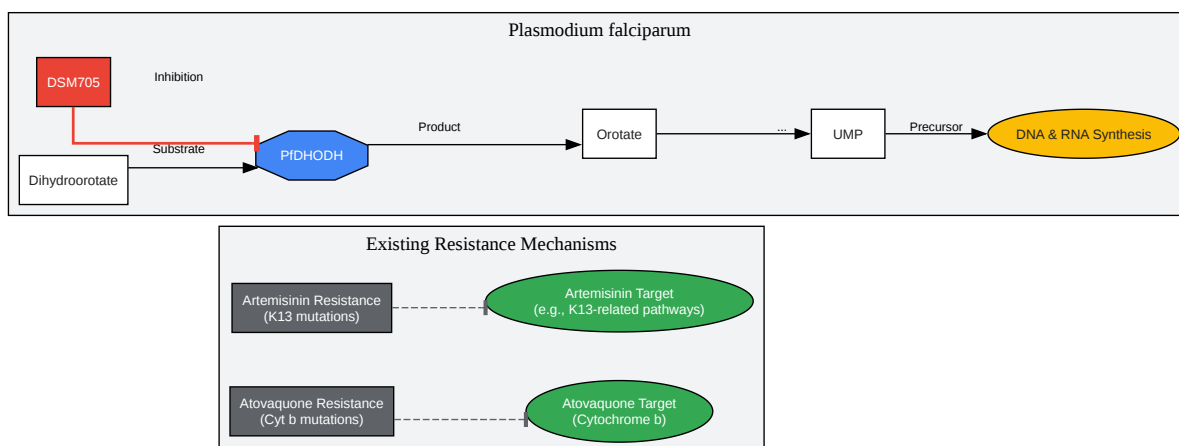 Plasmodium falciparum
DSM705
Inhibition
Substrate
Dihydroorotate
PfDHODH
Product
Orotate
...
UMP
Precursor
DNA & RNA Synthesis
Existing Resistance Mechanisms
Artemisinin Resistance
(K13 mutations)
Artemisinin Target
(e.g., K13-related pathways)
Atovaquone Resistance
(Cyt b mutations)
Atovaquone Target
(Cytochrome b)